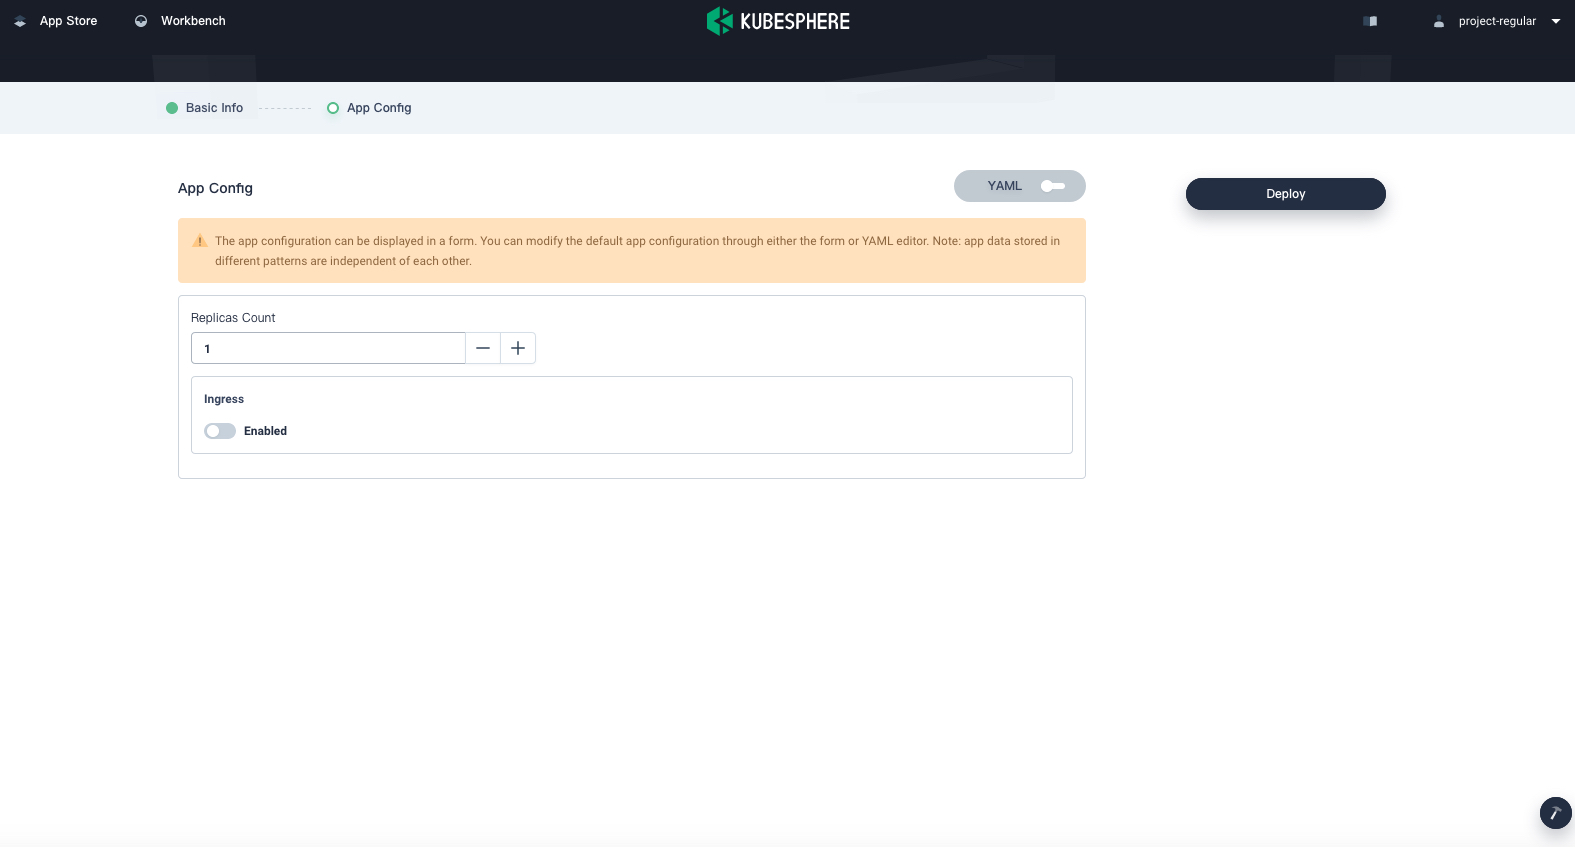 App Store
Workbench
KUBESPHERE
project-regular
Basic Info
App Config
App Config
YAML
Deploy
The app configuration can be displayed in a form. You can modify the default app configuration through either the form or YAML editor. Note: app data stored in
different patterns are independent of each other.
Replicas Count
1
Ingress
Enabled